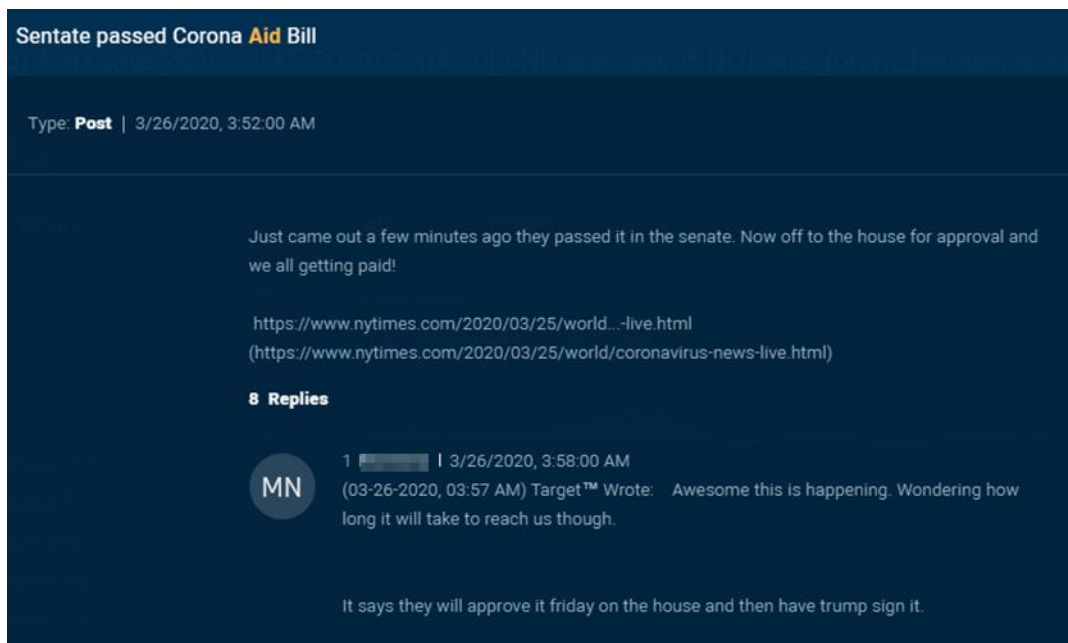 Sentate passed Corona Aid Bill
Type: Post | 3/26/2020, 3:52:00 AM
Just came out a few minutes ago they passed it in the senate. Now off to the house for approval and
we all getting paid!
https://www.nytimes.com/2020/03/25/world...-live.html
(https://www.nytimes.com/2020/03/25/world/coronavirus-news-live.html)
8 Replies
MN
1 | 3/26/2020, 3:58:00 AM
(03-26-2020, 03:57 AM) Target™ Wrote: Awesome this is happening. Wondering how
long it will take to reach us though.
It says they will approve it friday on the house and then have trump sign it.